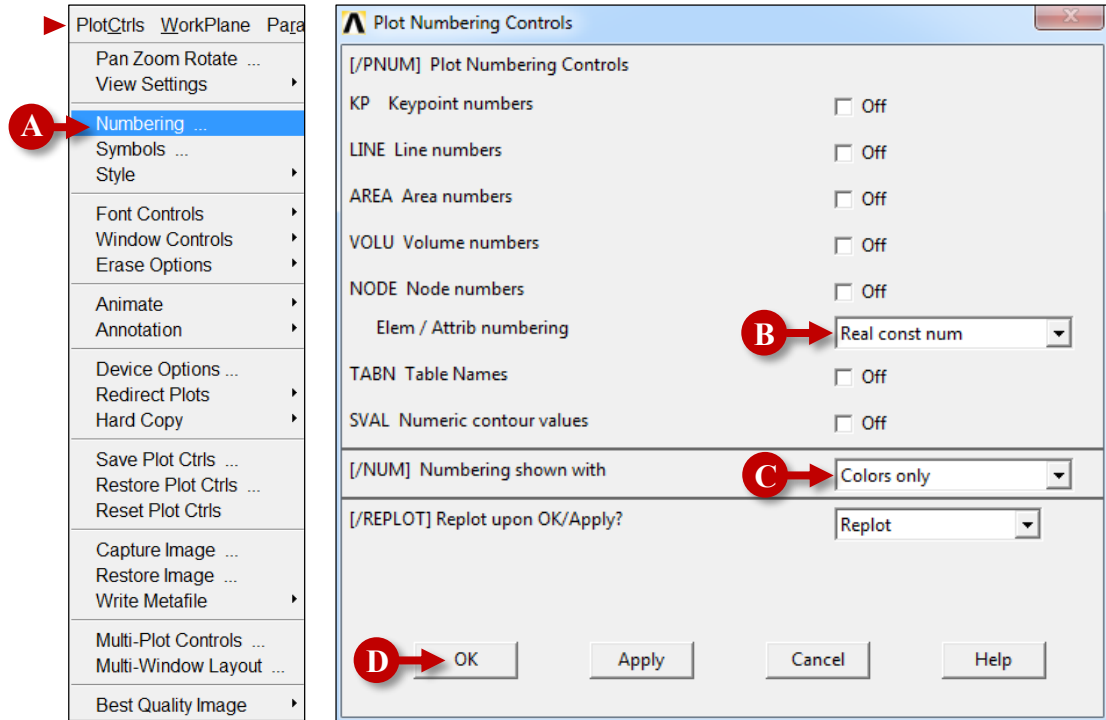 PlotCtrls WorkPlane Para
Pan Zoom Rotate ...
View Settings
A
Numbering ...
Symbols ...
Style
Font Controls
Window Controls
Erase Options
Animate
Annotation
Device Options ...
Redirect Plots
Hard Copy
Save Plot Ctrls ...
Restore Plot Ctrls ...
Reset Plot Ctrls
Capture Image ...
Restore Image ...
Write Metafile
Multi-Plot Controls ...
Multi-Window Layout ...
Best Quality Image
Plot Numbering Controls
[/PNUM] Plot Numbering Controls
KP Keypoint numbers Off
LINE Line numbers Off
AREA Area numbers Off
VOLU Volume numbers Off
NODE Node numbers Off
Elem / Attrib numbering B Real const num
TABN Table Names Off
SVAL Numeric contour values Off
[/NUM] Numbering shown with C Colors only
[/REPLOT] Replot upon OK/Apply? Replot
D OK Apply Cancel Help